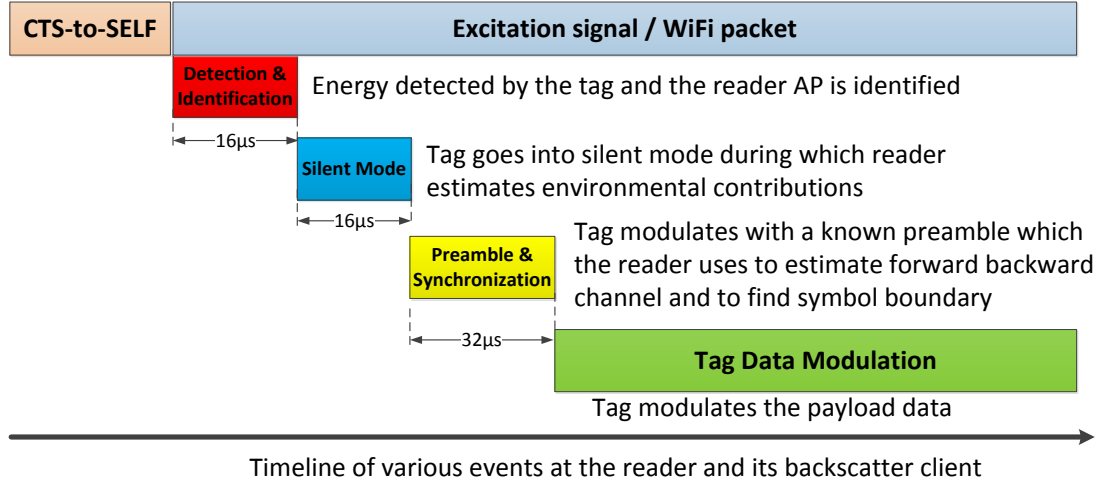 CTS-to-SELF
Excitation signal / WiFi packet
Detection &
Identification
Energy detected by the tag and the reader AP is identified
16µs
Silent Mode
Tag goes into silent mode during which reader
estimates environmental contributions
16µs
Preamble &
Synchronization
Tag modulates with a known preamble which
the reader uses to estimate forward backward
channel and to find symbol boundary
32µs
Tag Data Modulation
Tag modulates the payload data
Timeline of various events at the reader and its backscatter client